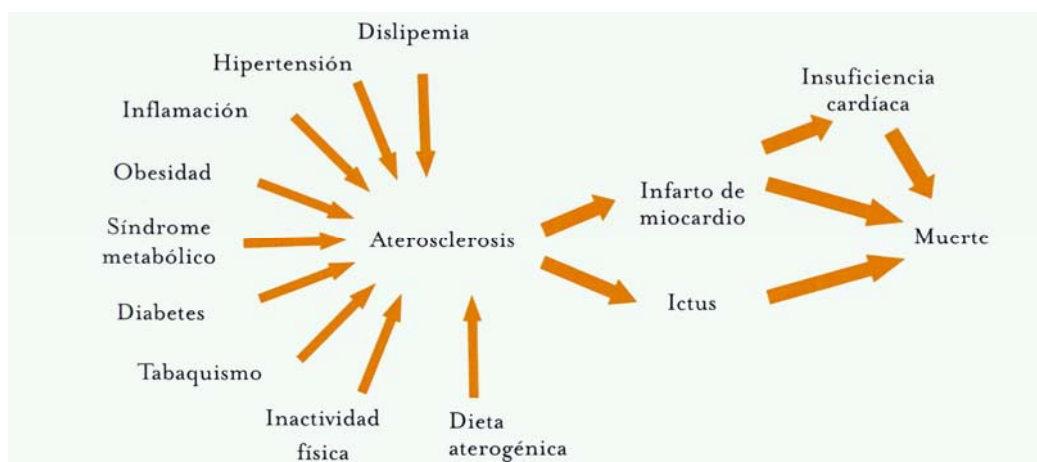 Dislipemia
Hipertensión
Inflamación
Obesidad
Síndrome
metabólico
Diabetes
Tabaquismo
Inactividad
física
Dieta
aterogénica
Aterosclerosis
Infarto de
miocardio
Ictus
Insuficiencia
cardíaca
Muerte